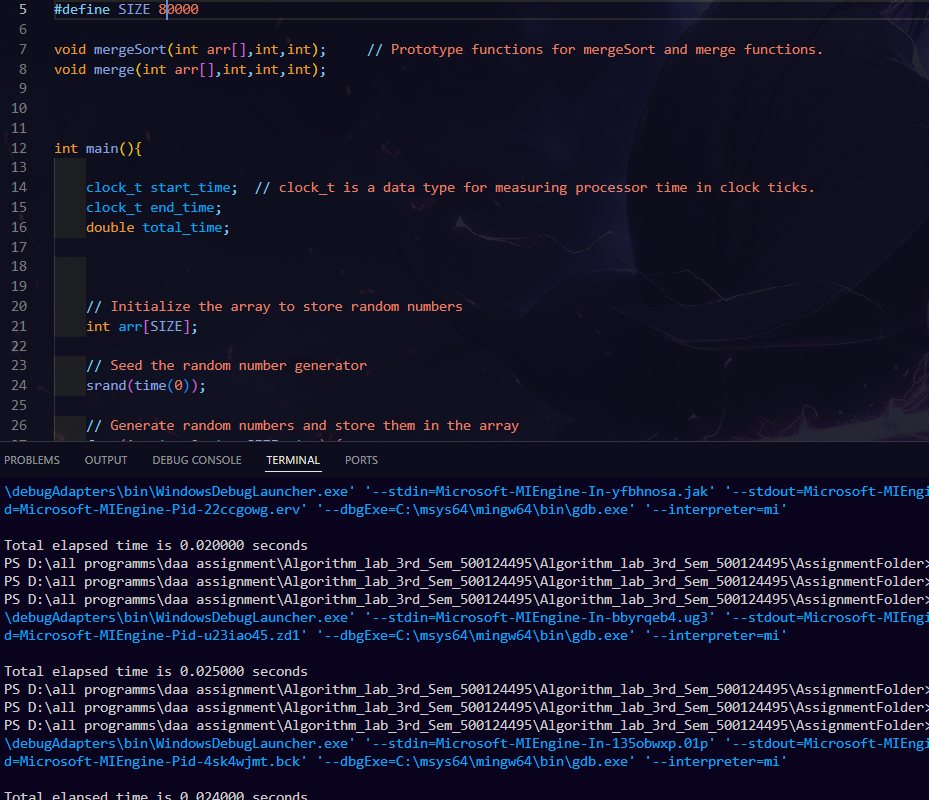 5 #define SIZE 80000
6
7 void mergeSort(int arr[],int,int);     // Prototype functions for mergeSort and merge functions.
8 void merge(int arr[],int,int,int);
9
10
11
12 int main(){
13
14     clock_t start_time;  // clock_t is a data type for measuring processor time in clock ticks.
15     clock_t end_time;
16     double total_time;
17
18
19
20     // Initialize the array to store random numbers
21     int arr[SIZE];
22
23     // Seed the random number generator
24     srand(time(0));
25
26     // Generate random numbers and store them in the array
PROBLEMS OUTPUT DEBUG CONSOLE TERMINAL PORTS
\debugAdapters\bin\WindowsDebugLauncher.exe' '--stdin=Microsoft-MIEngine-In-yfbhnosa.jak' '--stdout=Microsoft-MIEngi
d=Microsoft-MIEngine-Pid-22ccgowg.erv' '--dbgExe=C:\msys64\mingw64\bin\gdb.exe' '--interpreter=mi'
Total elapsed time is 0.020000 seconds
PS D:\all programms\daa assignment\Algorithm_lab_3rd_Sem_500124495\Algorithm_lab_3rd_Sem_500124495\AssignmentFolder>
PS D:\all programms\daa assignment\Algorithm_lab_3rd_Sem_500124495\Algorithm_lab_3rd_Sem_500124495\AssignmentFolder>
PS D:\all programms\daa assignment\Algorithm_lab_3rd_Sem_500124495\Algorithm_lab_3rd_Sem_500124495\AssignmentFolder>
\debugAdapters\bin\WindowsDebugLauncher.exe' '--stdin=Microsoft-MIEngine-In-bbyrqeb4.ug3' '--stdout=Microsoft-MIEngi
d=Microsoft-MIEngine-Pid-u23iao45.zd1' '--dbgExe=C:\msys64\mingw64\bin\gdb.exe' '--interpreter=mi'
Total elapsed time is 0.025000 seconds
PS D:\all programms\daa assignment\Algorithm_lab_3rd_Sem_500124495\Algorithm_lab_3rd_Sem_500124495\AssignmentFolder>
PS D:\all programms\daa assignment\Algorithm_lab_3rd_Sem_500124495\Algorithm_lab_3rd_Sem_500124495\AssignmentFolder>
PS D:\all programms\daa assignment\Algorithm_lab_3rd_Sem_500124495\Algorithm_lab_3rd_Sem_500124495\AssignmentFolder>
\debugAdapters\bin\WindowsDebugLauncher.exe' '--stdin=Microsoft-MIEngine-In-135obwxp.01p' '--stdout=Microsoft-MIEngi
d=Microsoft-MIEngine-Pid-4sk4wjmt.bck' '--dbgExe=C:\msys64\mingw64\bin\gdb.exe' '--interpreter=mi'
Total elapsed time is 0.024000 seconds